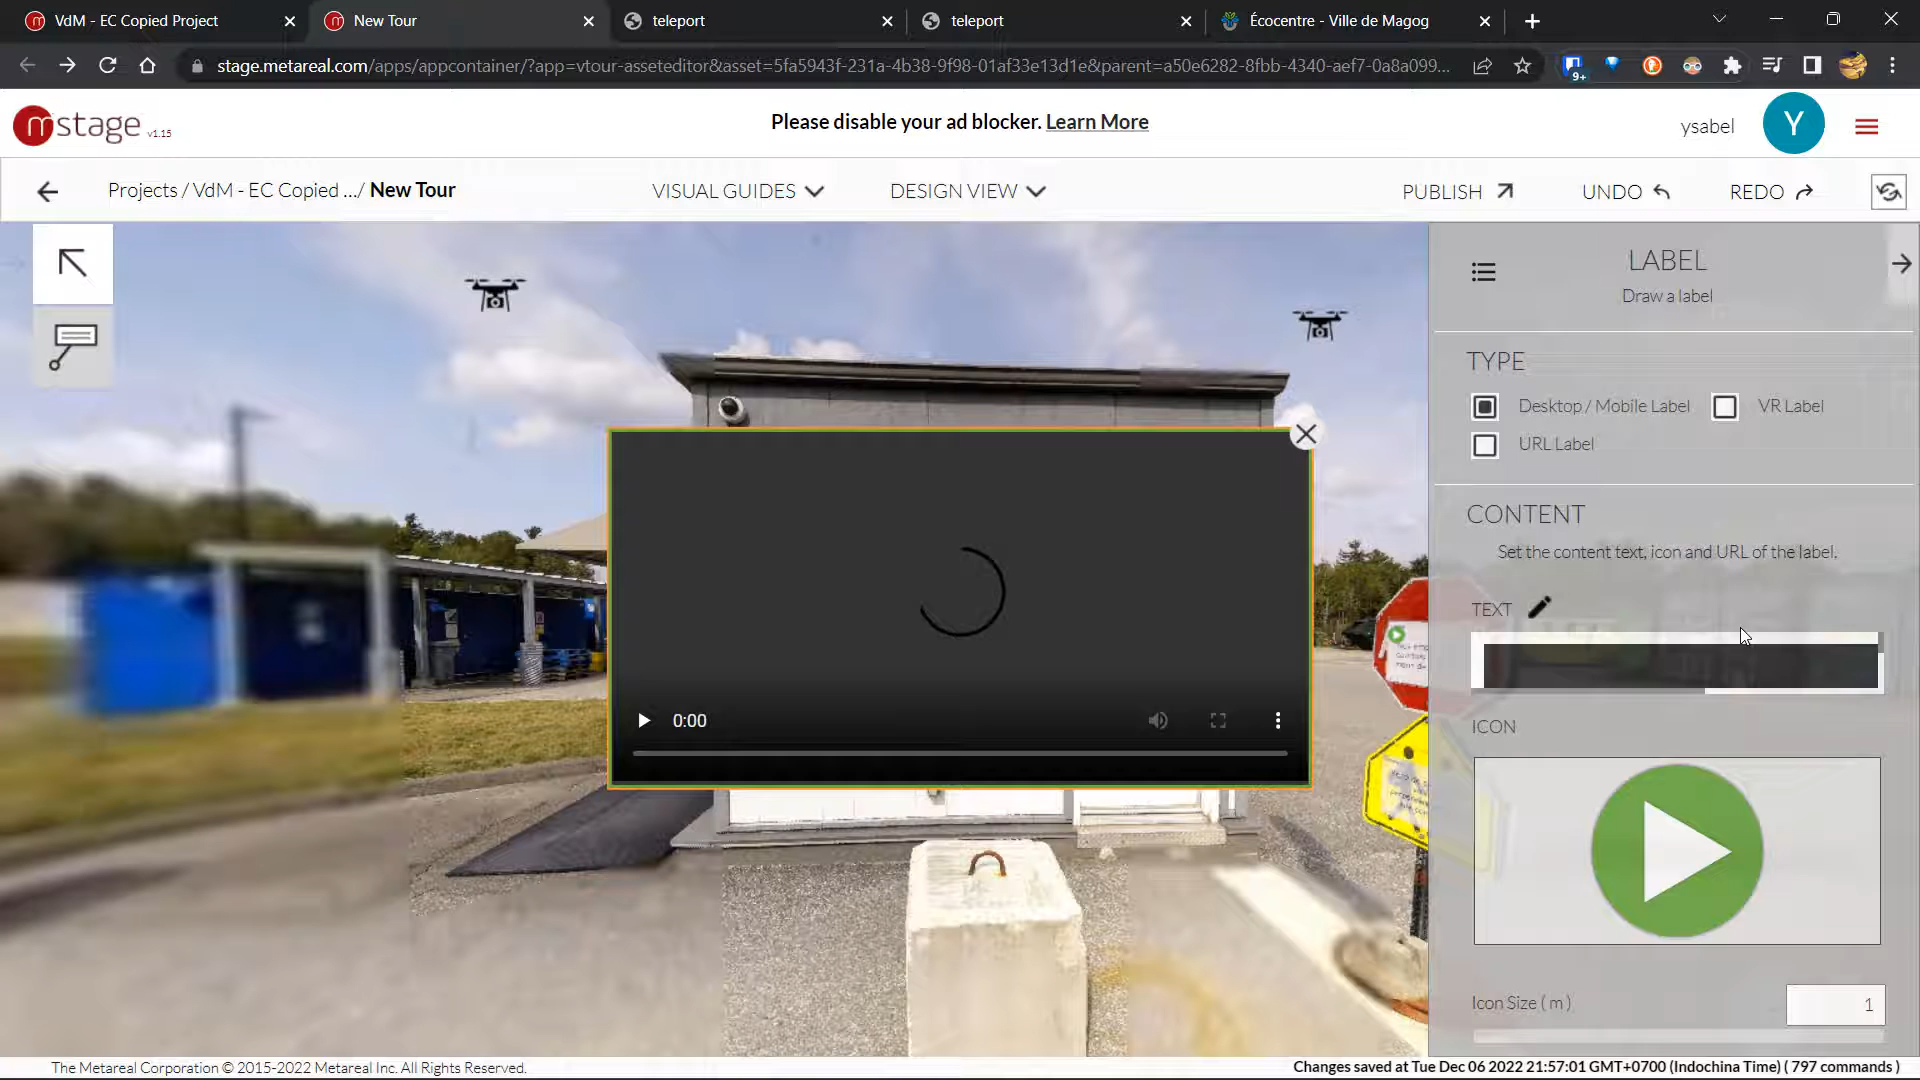 VdM - EC Copied Project
New Tour
teleport
teleport
Écocentre - Ville de Magog
stage.metareal.com/apps/appcontainer/?app=vtour-asseteditor&asset=5fa5943f-231a-4b38-9f98-01af33e13d1e&parent=a50e6282-8fbb-4340-aef7-0a8a099...
9+
mstage v1.15
Please disable your ad blocker. Learn More
ysabel
Y
Projects / VdM - EC Copied .../ New Tour
VISUAL GUIDES
DESIGN VIEW
PUBLISH
UNDO
REDO
LABEL
Draw a label
TYPE
Desktop / Mobile Label
VR Label
URL Label
CONTENT
Set the content text, icon and URL of the label.
TEXT
0:00
ICON
Icon Size ( m )
1
The Metareal Corporation © 2015-2022 Metareal Inc. All Rights Reserved.
Changes saved at Tue Dec 06 2022 21:57:01 GMT+0700 (Indochina Time) ( 797 commands )